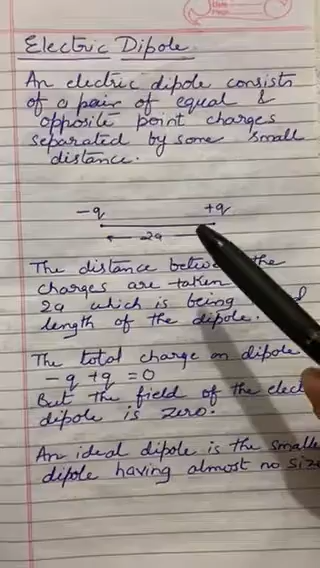 Electric Dipole
An electric dipole consists
of a pair of equal &
opposite point charges
separated by some small
distance.
-q +q
2a
The distance betwe the
charges are taken
2a which is being
length of the dipole.
The total charge on dipole
-q +q = 0
But the field of the elec
dipole is zero.
An ideal dipole is the smalle
dipole having almost no size